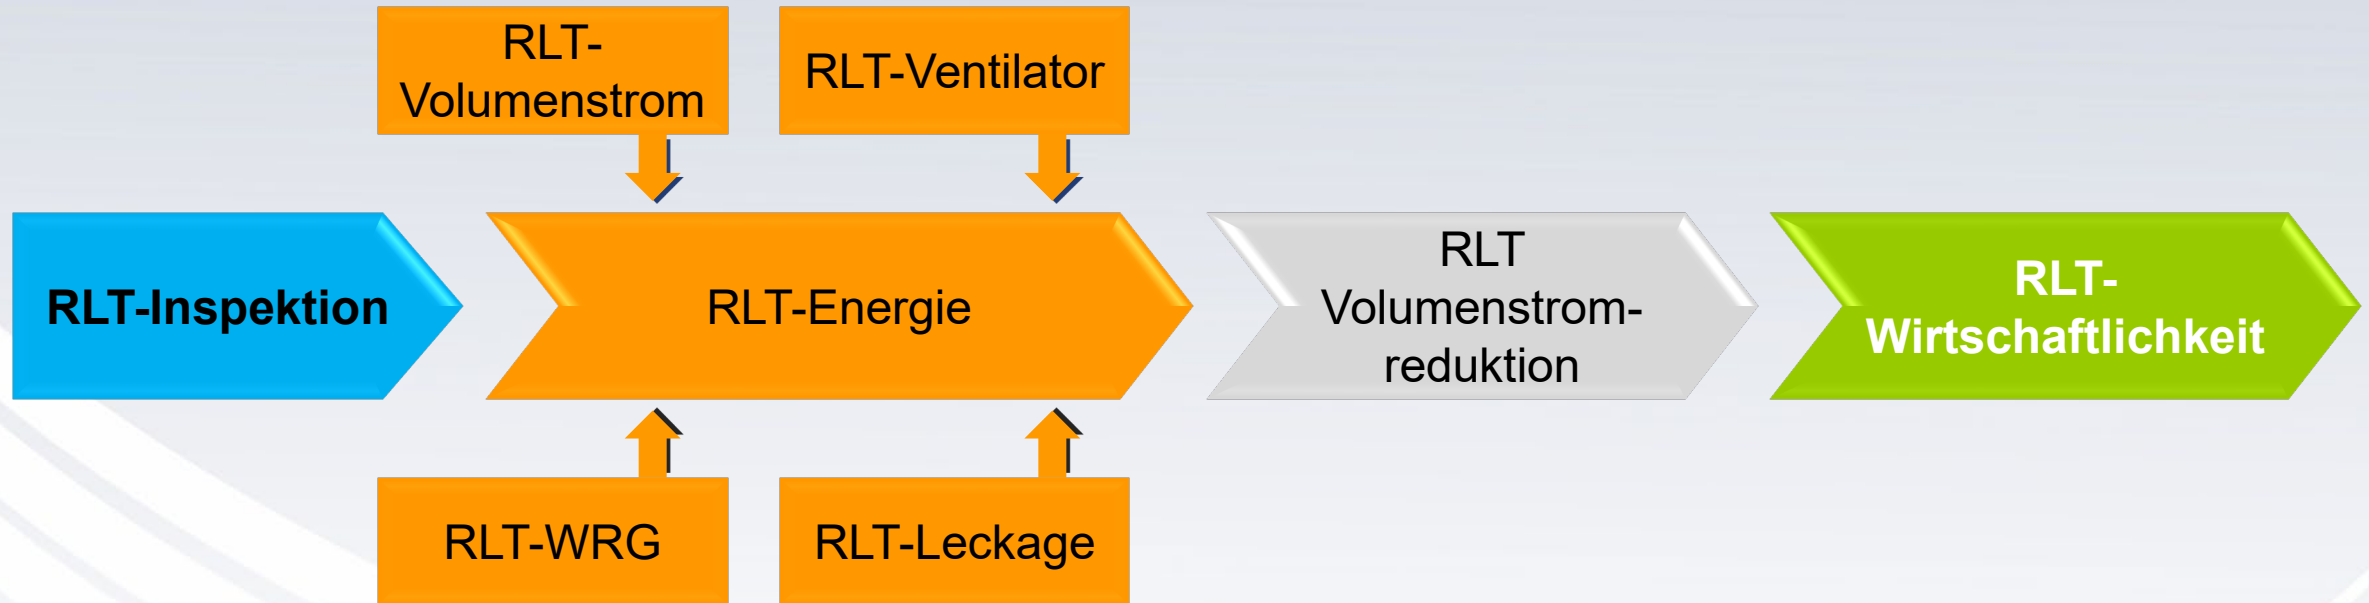 RLT-
Volumenstrom
RLT-Ventilator
RLT-Inspektion
RLT-Energie
RLT
Volumenstrom-
reduktion
RLT-
Wirtschaftlichkeit
RLT-WRG
RLT-Leckage